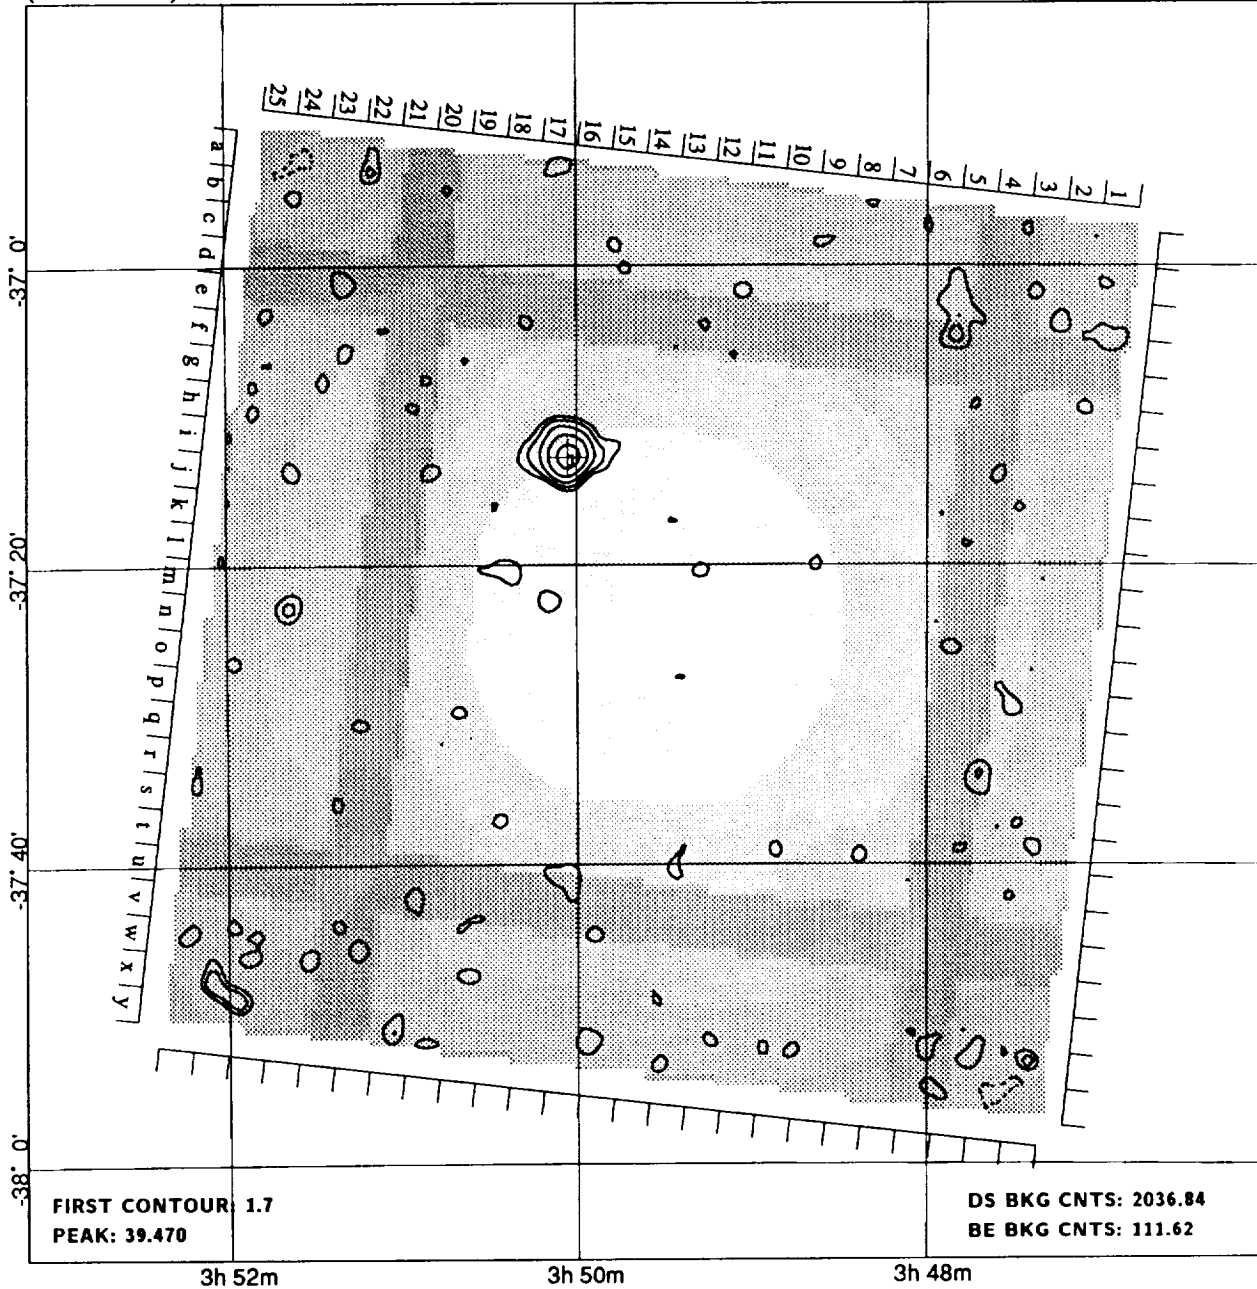 25 24 23 22 21 20 19 18 17 16 15 14 13 12 11 10 9 8 7 6 5 4 3 2 1
a b c d e f g h i j k l m n o p q r s t u v w x y
-37° 0'
-37° 20'
-37° 40'
-38° 0'
FIRST CONTOUR: 1.7
PEAK: 39.470
DS BKG CNTS: 2036.84
BE BKG CNTS: 111.62
3h 52m 3h 50m 3h 48m